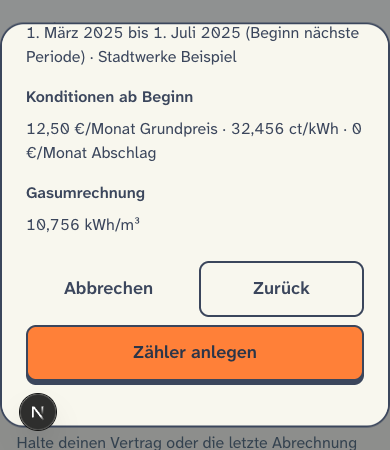 1. März 2025 bis 1. Juli 2025 (Beginn nächste
Periode) · Stadtwerke Beispiel
Konditionen ab Beginn
12,50 €/Monat Grundpreis · 32,456 ct/kWh · 0
€/Monat Abschlag
Gasumrechnung
10,756 kWh/m³
Abbrechen
Zurück
Zähler anlegen
N
Halte deinen Vertrag oder die letzte Abrechnung